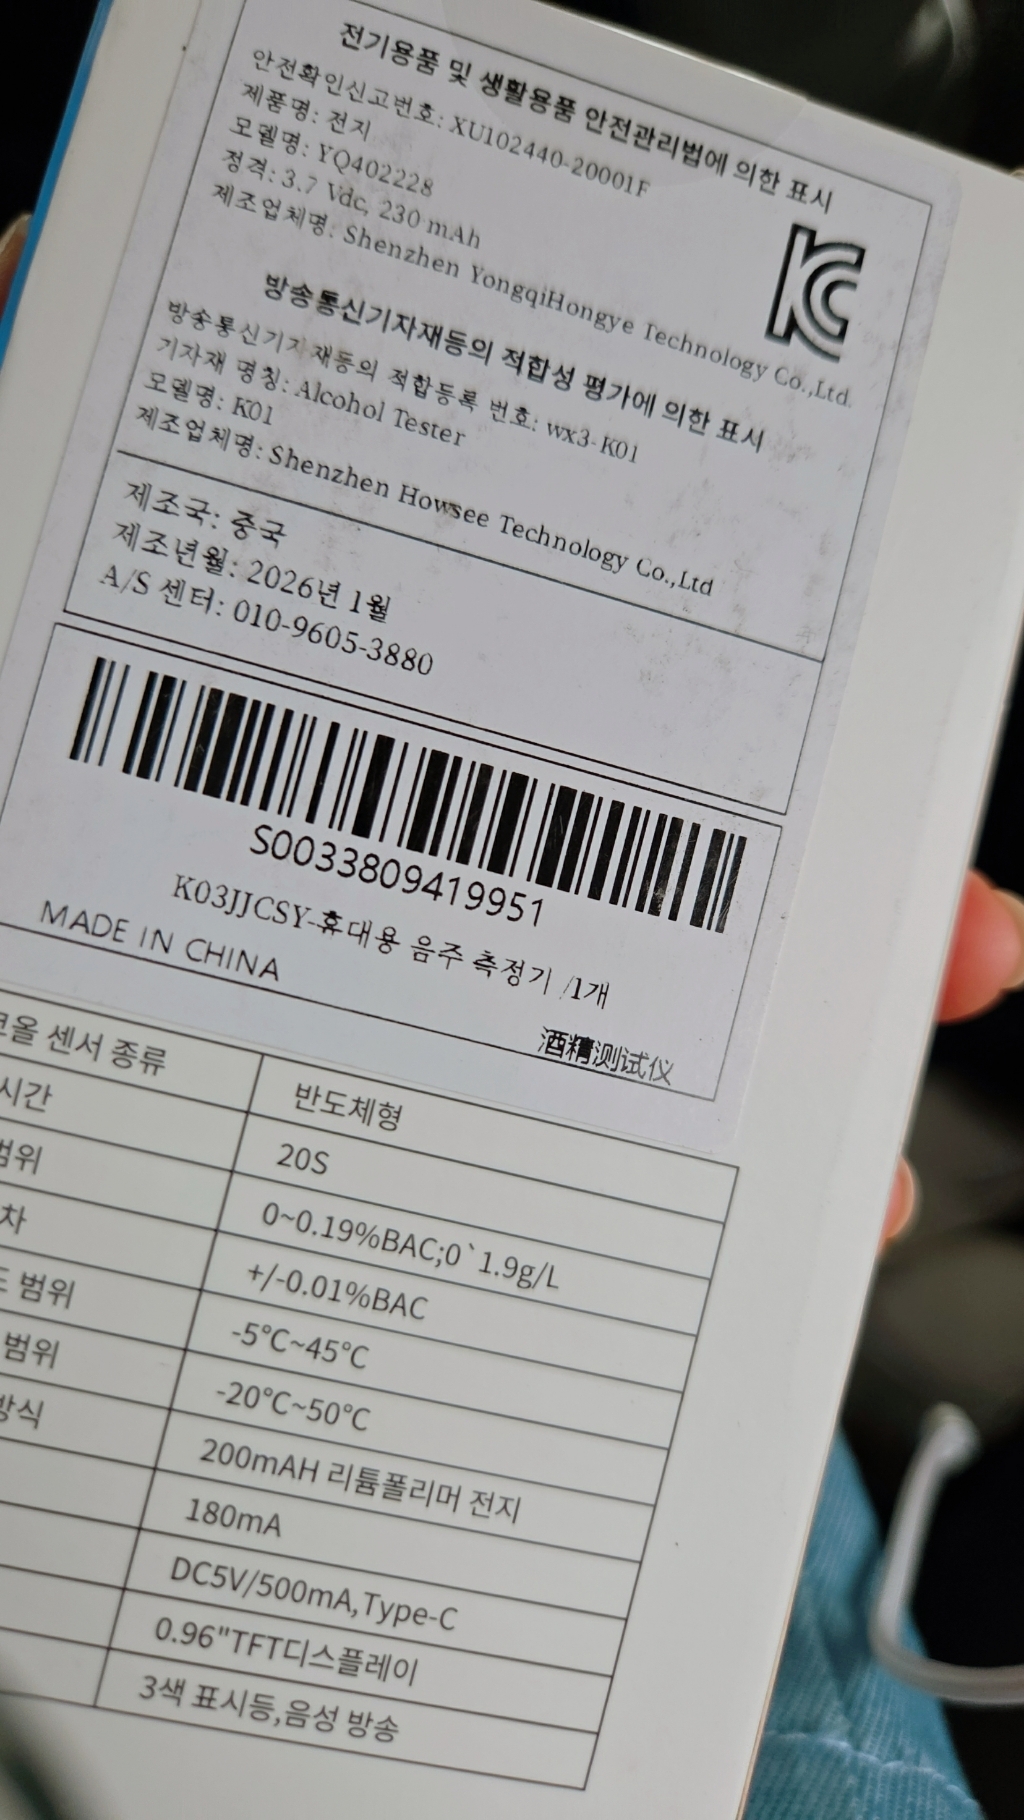 전기용품 및 생활용품 안전관리법에 의한 표시
안전확인신고번호: XU102440-20001F
제품명: 전지
모델명: YQ402228
정격: 3.7 Vdc, 230 mAh
제조업체명: Shenzhen YongqiHongye Technology Co.,Ltd.
방송통신기자재등의 적합성 평가에 의한 표시
방송통신기자재등의 적합등록 번호: wx3-K01
기자재 명칭: Alcohol Tester
모델명: K01
제조업체명: Shenzhen Howsee Technology Co.,Ltd
제조국: 중국
제조년월: 2026년 1월
A/S 센터: 010-9605-3880
S0033809419951
K03JJCSY-휴대용 음주 측정기 /1개
MADE IN CHINA
酒精测试仪
센서 종류 반도체형
시간 20S
범위 0~0.19%BAC;0`1.9g/L
차 +/-0.01%BAC
범위 -5℃~45℃
범위 -20℃~50℃
방식 200mAH 리튬폴리머 전지
180mA
DC5V/500mA,Type-C
0.96"TFT디스플레이
3색 표시등,음성 방송